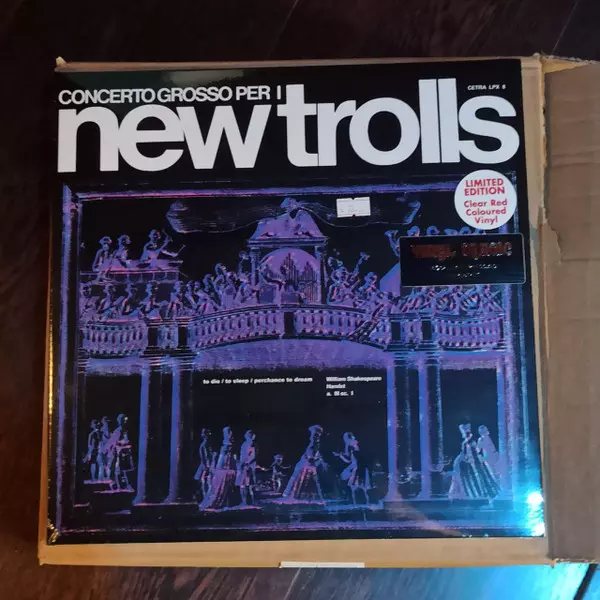 CONCERTO GROSSO PER I
CETRA LPX 8
new trolls
LIMITED
EDITION
Clear Red
Coloured
Vinyl
to die / to sleep / perchance to dream
William Shakespeare
Hamlet
a. III sc. I